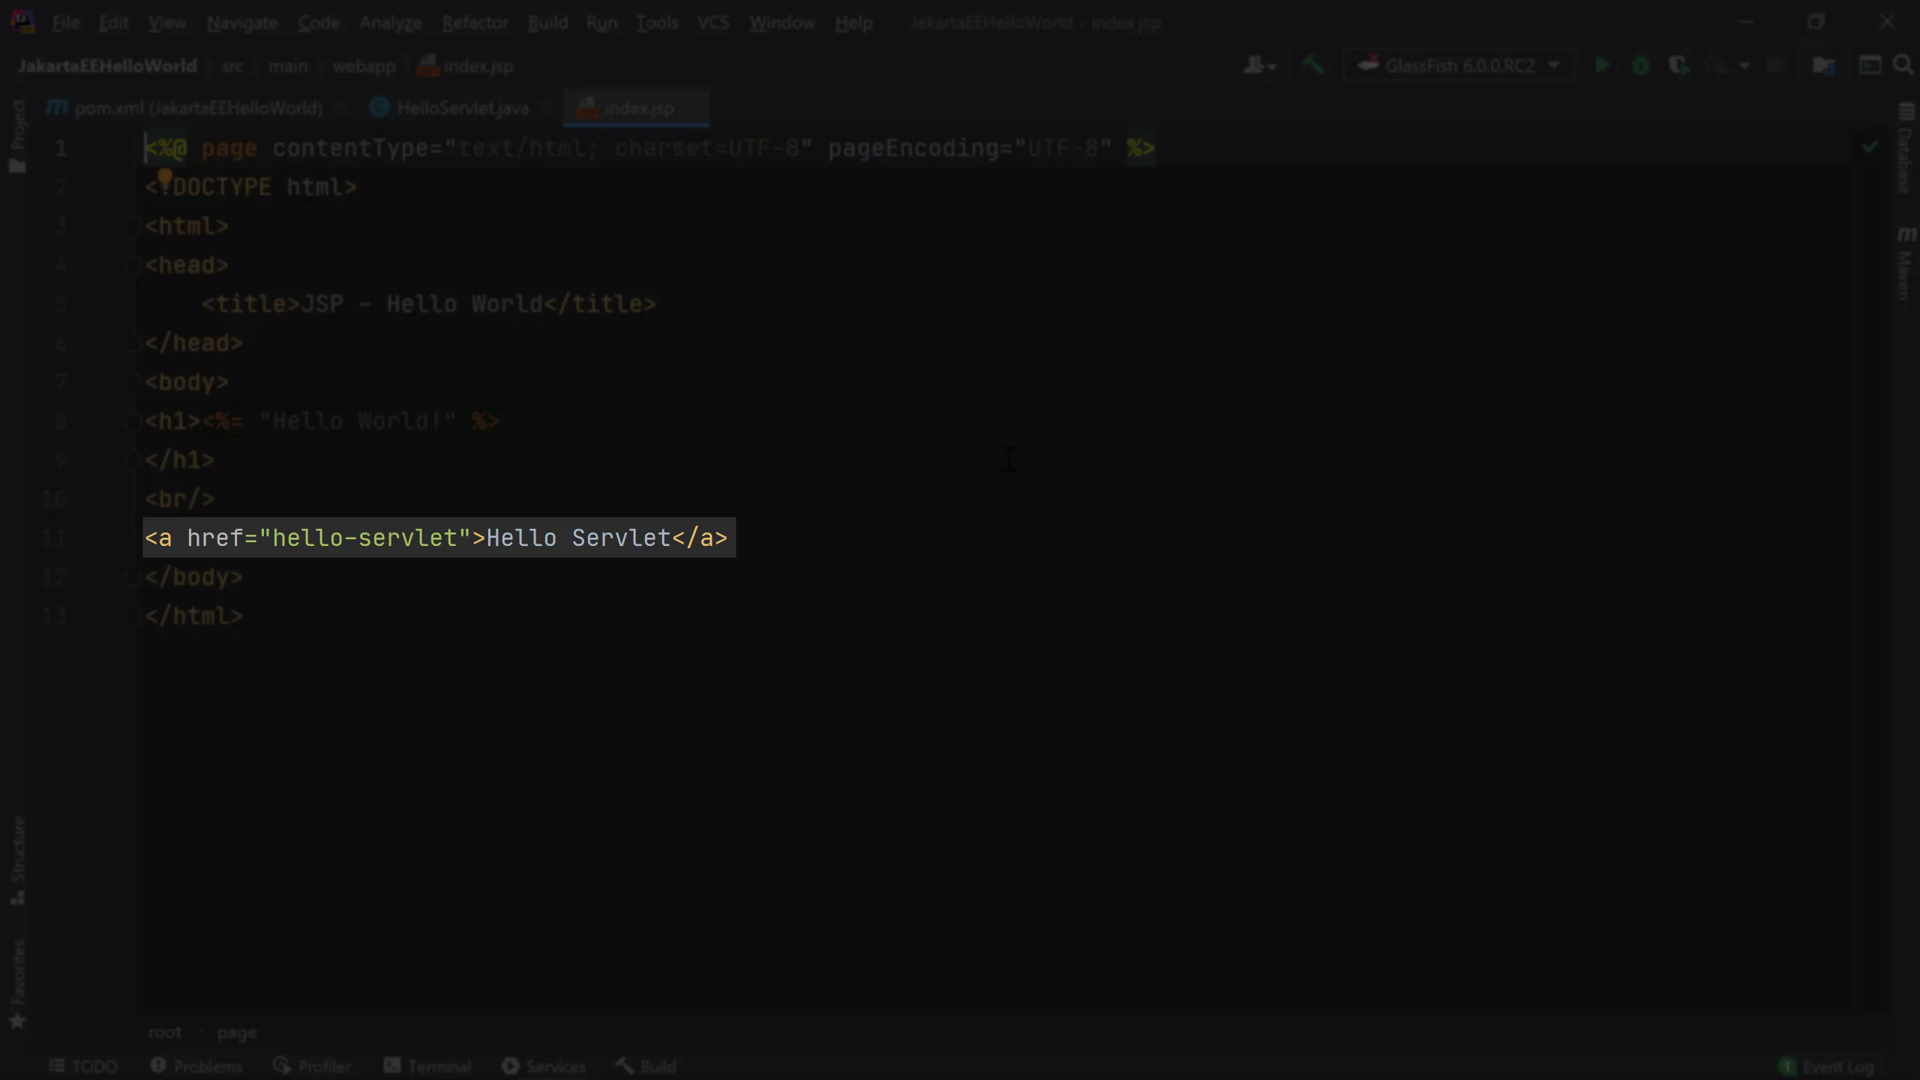 File Edit View Navigate Code Analyze Refactor Build Run Tools VCS Window Help JakartaEEHelloWorld - index.jsp
JakartaEEHelloWorld src main webapp index.jsp GlassFish 6.0.0.RC2
pom.xml (JakartaEEHelloWorld) HelloServlet.java index.jsp
Project
Database
Maven
1 <%@ page contentType="text/html; charset=UTF-8" pageEncoding="UTF-8" %>
2 <!DOCTYPE html>
3 <html>
4 <head>
5 <title>JSP - Hello World</title>
6 </head>
7 <body>
8 <h1><%= "Hello World!" %>
9 </h1>
10 <br/>
11 <a href="hello-servlet">Hello Servlet</a>
12 </body>
13 </html>
Structure
Favorites
root page
TODO Problems Profiler Terminal Services Build 1 Event Log